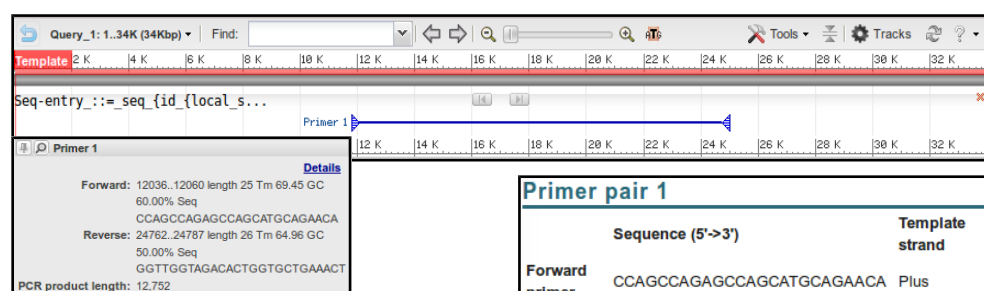 Query_1: 1..34K (34Kbp) Find: Tools Tracks ?
Template 2 K 4 K 6 K 8 K 10 K 12 K 14 K 16 K 18 K 20 K 22 K 24 K 26 K 28 K 30 K 32 K
Seq-entry_::=_seq_{id_{local_s...
Primer 1
12 K 14 K 16 K 18 K 20 K 22 K 24 K 26 K 28 K 30 K 32 K
Primer 1
Details
Forward: 12036..12060 length 25 Tm 69.45 GC
60.00% Seq
CCAGCCAGAGCCAGCATGCAGAACA
Reverse: 24762..24787 length 26 Tm 64.96 GC
50.00% Seq
GGTTGGTAGACACTGGTGCTGAAACT
PCR product length: 12,752
Primer pair 1
Sequence (5'->3')
Template
strand
Forward
primer
CCAGCCAGAGCCAGCATGCAGAACA Plus